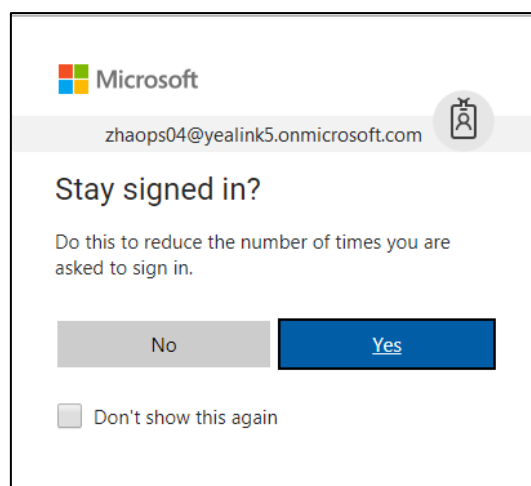 Microsoft
zhaops04@yealink5.onmicrosoft.com
Stay signed in?
Do this to reduce the number of times you are
asked to sign in.
No
Yes
Don't show this again